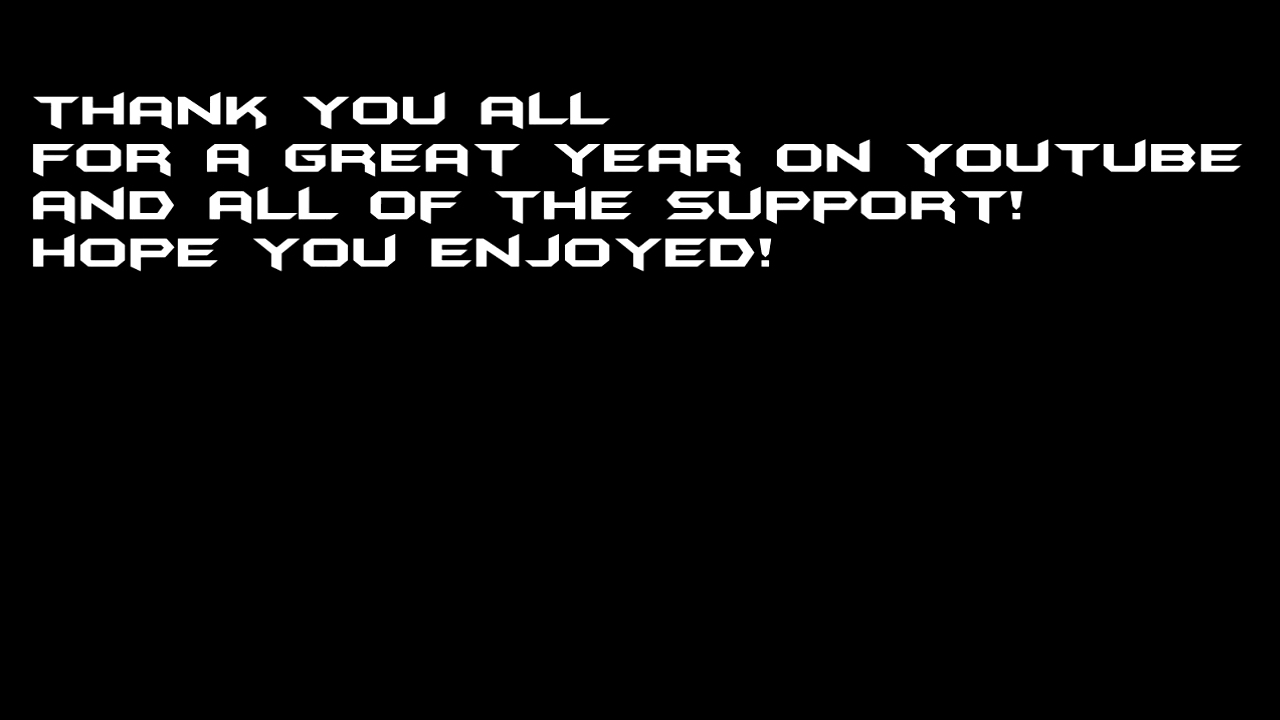 THANK YOU ALL
FOR A GREAT YEAR ON YOUTUBE
AND ALL OF THE SUPPORT!
HOPE YOU ENJOYED!